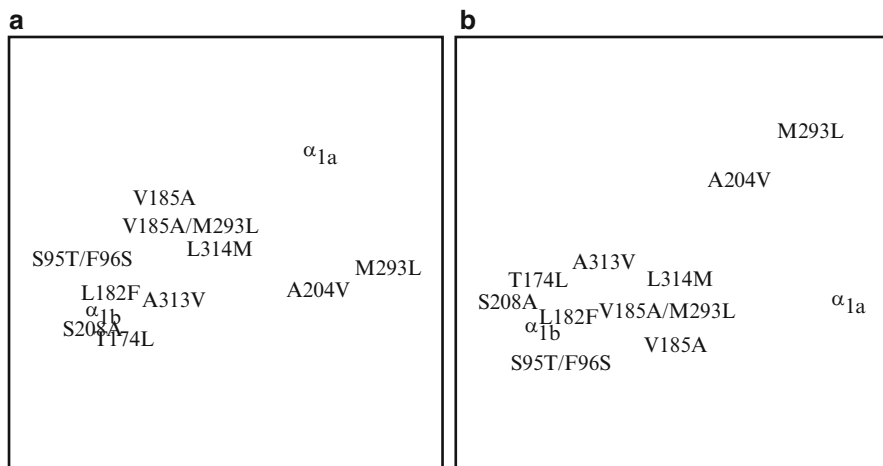 a
α1a
V185A
V185A/M293L
L314M
S95T/F96S
M293L
L182F
A313V
A204V
α1b
S208A
T174L
b
M293L
A204V
A313V
T174L
L314M
S208A
α1a
V185A/M293L
L182F
α1b
V185A
S95T/F96S